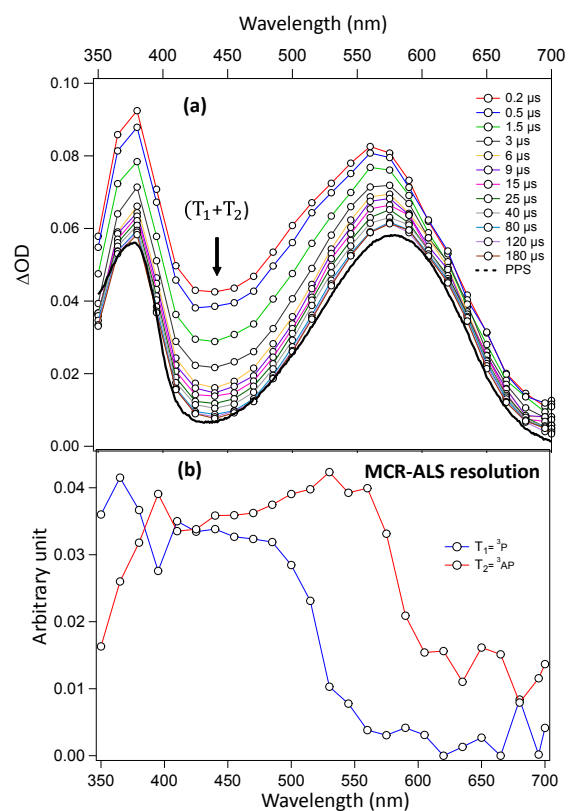 Wavelength (nm)
350 400 450 500 550 600 650 700
0.10
0.08
0.06
0.04
0.02
0.00
ΔOD
(a)
(T₁+T₂)
0.2 µs
0.5 µs
1.5 µs
3 µs
6 µs
9 µs
15 µs
25 µs
40 µs
80 µs
120 µs
180 µs
PPS
(b)
MCR-ALS resolution
0.04
0.03
0.02
0.01
0.00
Arbitrary unit
T₁= ³P
T₂= ³AP
350 400 450 500 550 600 650 700
Wavelength (nm)